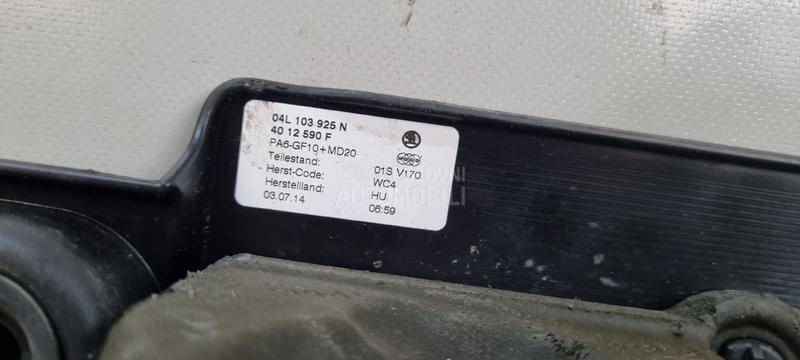 04L 103 925 N
40 12 590 F
PA6-GF10+MD20
Teilestand: 01S V170
Herst-Code: WC4
Herstellland: HU
03.07.14 06:59